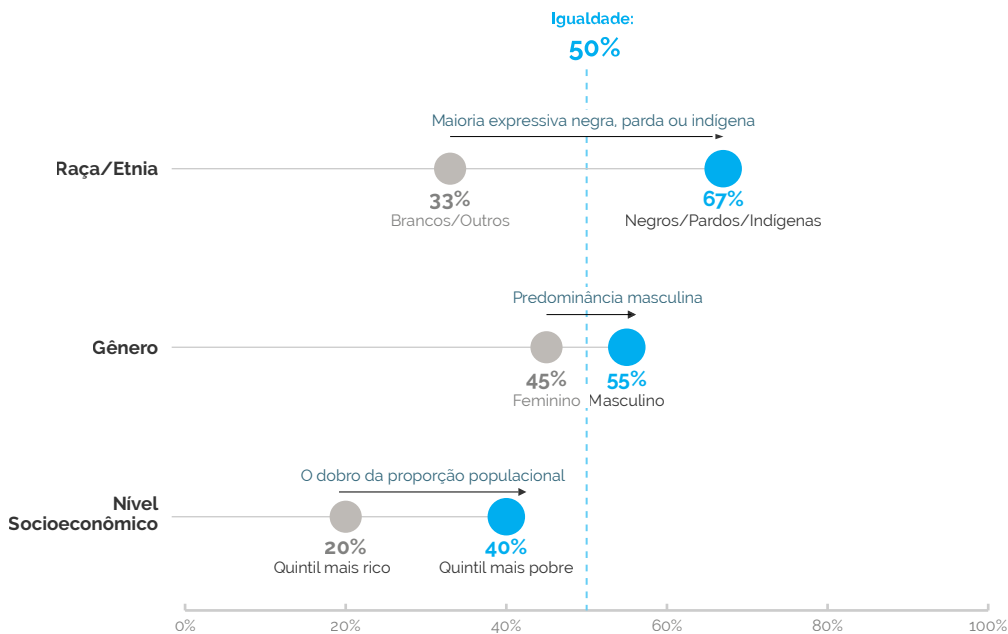 Igualdade:
50%
Maioria expressiva negra, parda ou indígena
Raça/Etnia
33%
Brancos/Outros
67%
Negros/Pardos/Indígenas
Predominância masculina
Gênero
45%
Feminino
55%
Masculino
O dobro da proporção populacional
Nível
Socioeconômico
20%
Quintil mais rico
40%
Quintil mais pobre
0% 20% 40% 60% 80% 100%